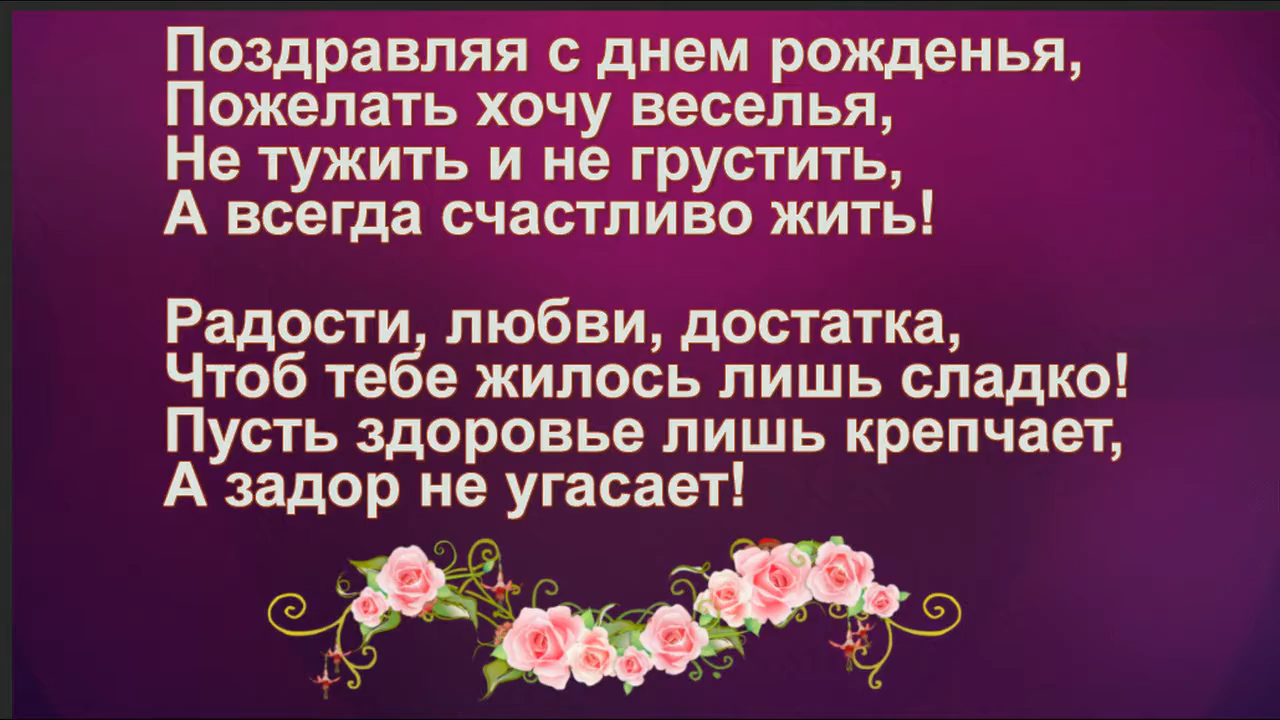 Поздравляя с днем рожденья,
Пожелать хочу веселья,
Не тужить и не грустить,
А всегда счастливо жить!
Радости, любви, достатка,
Чтоб тебе жилось лишь сладко!
Пусть здоровье лишь крепчает,
А задор не угасает!